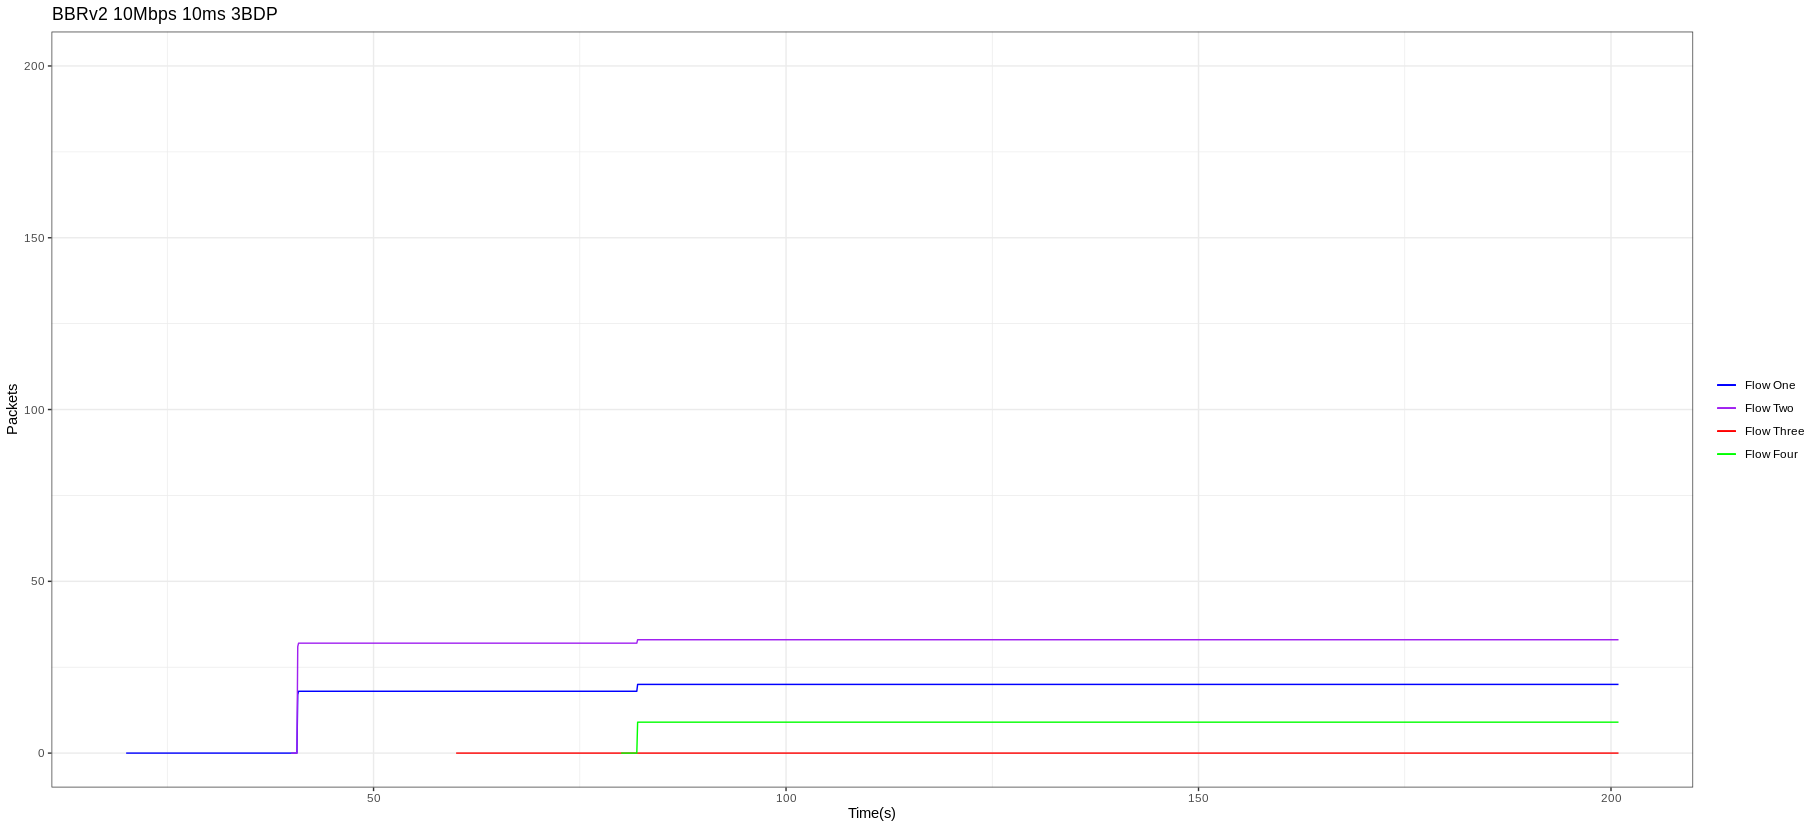 BBRv2 10Mbps 10ms 3BDP
200
150
100
50
0
Packets
50 100 150 200
Time(s)
Flow One
Flow Two
Flow Three
Flow Four